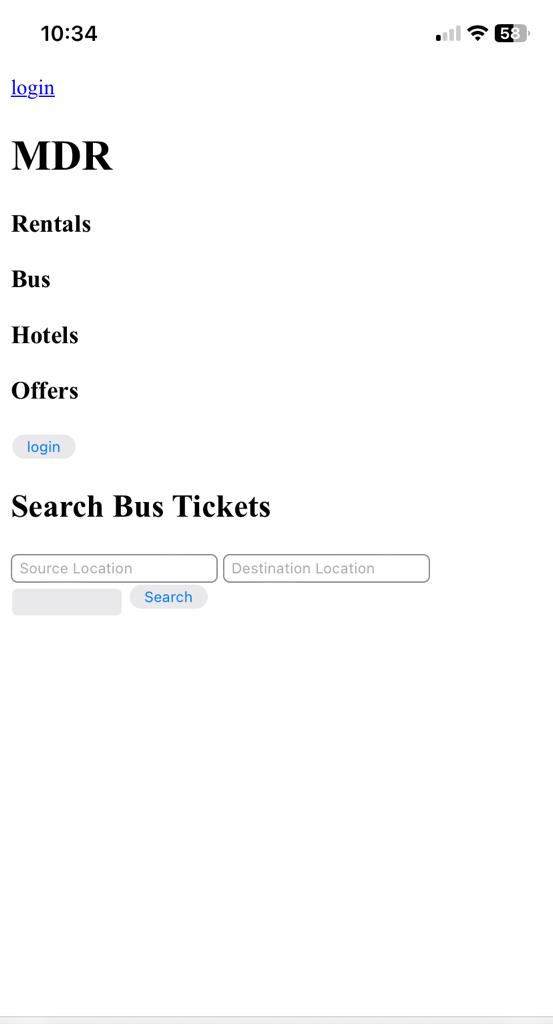 10:34 58
login
MDR
Rentals
Bus
Hotels
Offers
login
Search Bus Tickets
Source Location Destination Location
Search